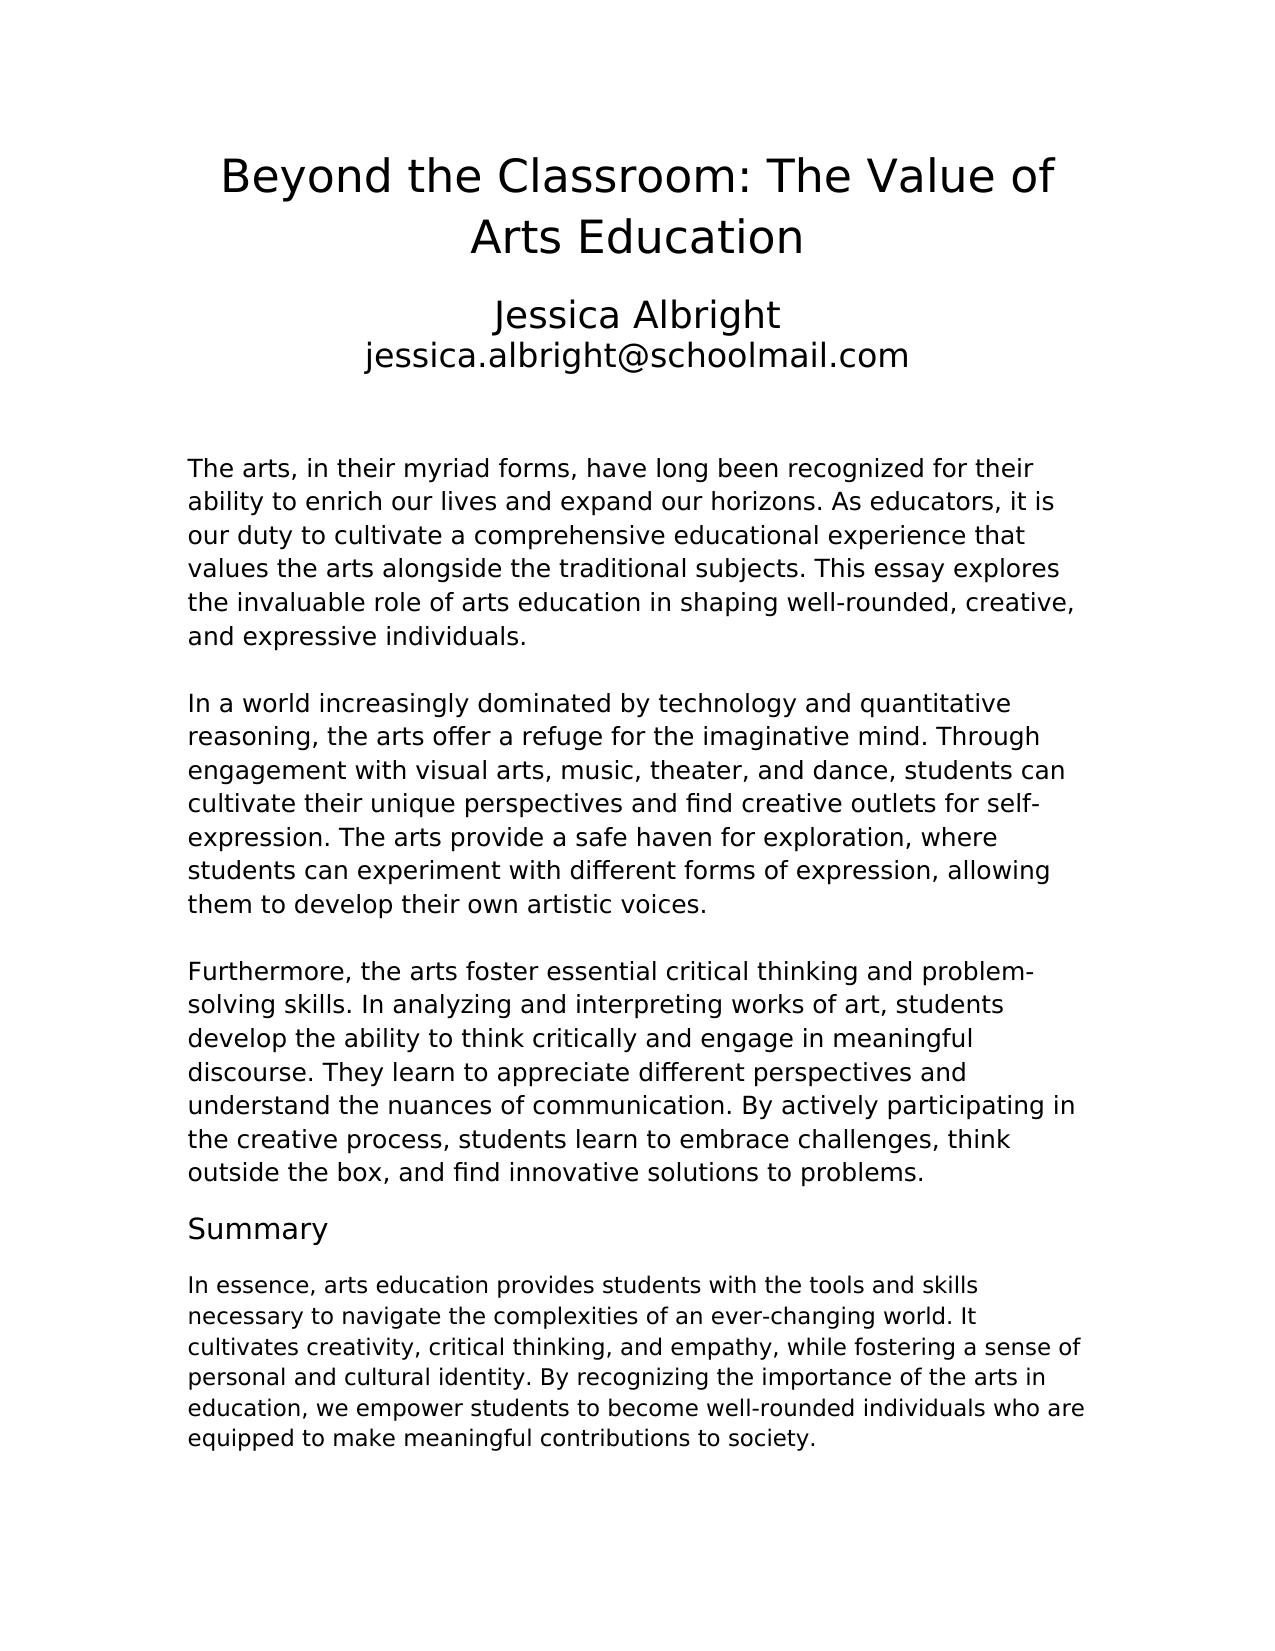 Beyond the Classroom: The Value of
Arts Education
Jessica Albright
jessica.albright@schoolmail.com
The arts, in their myriad forms, have long been recognized for their
ability to enrich our lives and expand our horizons. As educators, it is
our duty to cultivate a comprehensive educational experience that
values the arts alongside the traditional subjects. This essay explores
the invaluable role of arts education in shaping well-rounded, creative,
and expressive individuals.
In a world increasingly dominated by technology and quantitative
reasoning, the arts offer a refuge for the imaginative mind. Through
engagement with visual arts, music, theater, and dance, students can
cultivate their unique perspectives and find creative outlets for self-
expression. The arts provide a safe haven for exploration, where
students can experiment with different forms of expression, allowing
them to develop their own artistic voices.
Furthermore, the arts foster essential critical thinking and problem-
solving skills. In analyzing and interpreting works of art, students
develop the ability to think critically and engage in meaningful
discourse. They learn to appreciate different perspectives and
understand the nuances of communication. By actively participating in
the creative process, students learn to embrace challenges, think
outside the box, and find innovative solutions to problems.
Summary
In essence, arts education provides students with the tools and skills
necessary to navigate the complexities of an ever-changing world. It
cultivates creativity, critical thinking, and empathy, while fostering a sense of
personal and cultural identity. By recognizing the importance of the arts in
education, we empower students to become well-rounded individuals who are
equipped to make meaningful contributions to society.